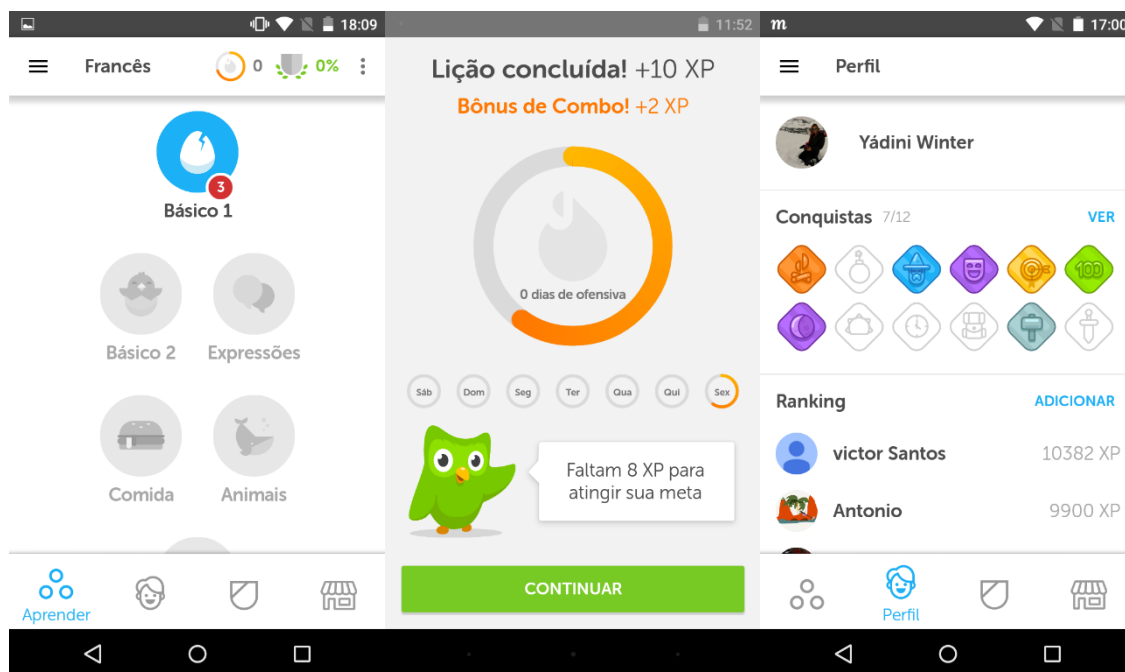 18:09
Francês
0
0%
3
Básico 1
Básico 2
Expressões
Comida
Animais
Aprender
11:52
Lição concluída! +10 XP
Bônus de Combo! +2 XP
0 dias de ofensiva
Sáb Dom Seg Ter Qua Qui Sex
Faltam 8 XP para
atingir sua meta
CONTINUAR
m
17:00
Perfil
Yádini Winter
Conquistas 7/12
VER
100
Ranking
ADICIONAR
victor Santos 10382 XP
Antonio 9900 XP
Perfil